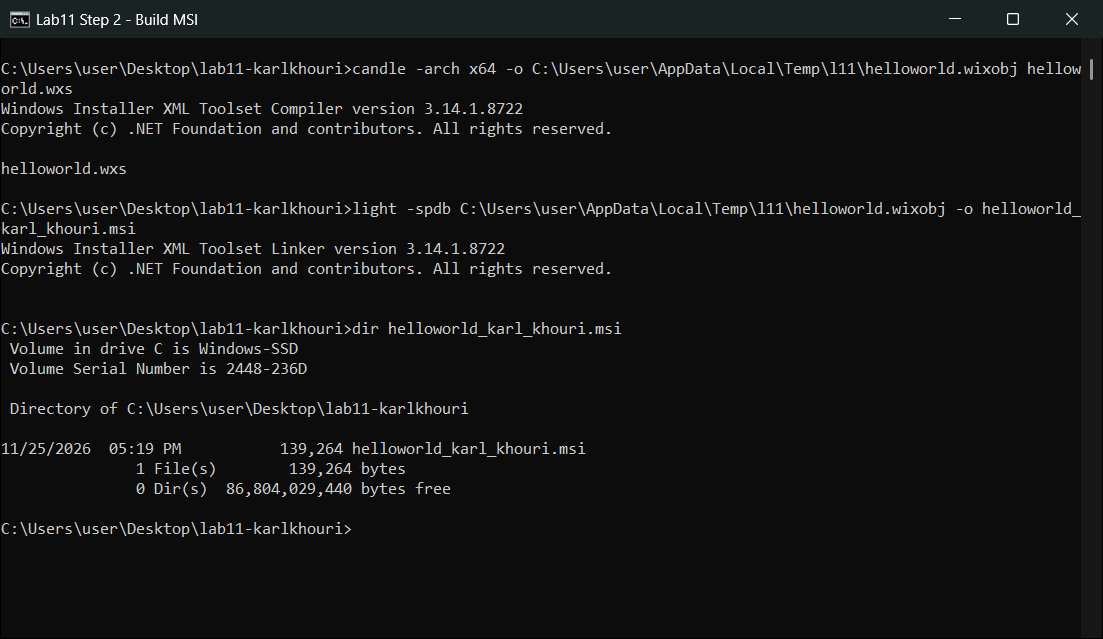 Lab11 Step 2 - Build MSI
C:\Users\user\Desktop\lab11-karlkhouri>candle -arch x64 -o C:\Users\user\AppData\Local\Temp\l11\helloworld.wixobj hellow
orld.wxs
Windows Installer XML Toolset Compiler version 3.14.1.8722
Copyright (c) .NET Foundation and contributors. All rights reserved.
helloworld.wxs
C:\Users\user\Desktop\lab11-karlkhouri>light -spdb C:\Users\user\AppData\Local\Temp\l11\helloworld.wixobj -o helloworld_
karl_khouri.msi
Windows Installer XML Toolset Linker version 3.14.1.8722
Copyright (c) .NET Foundation and contributors. All rights reserved.
C:\Users\user\Desktop\lab11-karlkhouri>dir helloworld_karl_khouri.msi
 Volume in drive C is Windows-SSD
 Volume Serial Number is 2448-236D
 Directory of C:\Users\user\Desktop\lab11-karlkhouri
11/25/2026  05:19 PM           139,264 helloworld_karl_khouri.msi
               1 File(s)        139,264 bytes
               0 Dir(s)  86,804,029,440 bytes free
C:\Users\user\Desktop\lab11-karlkhouri>